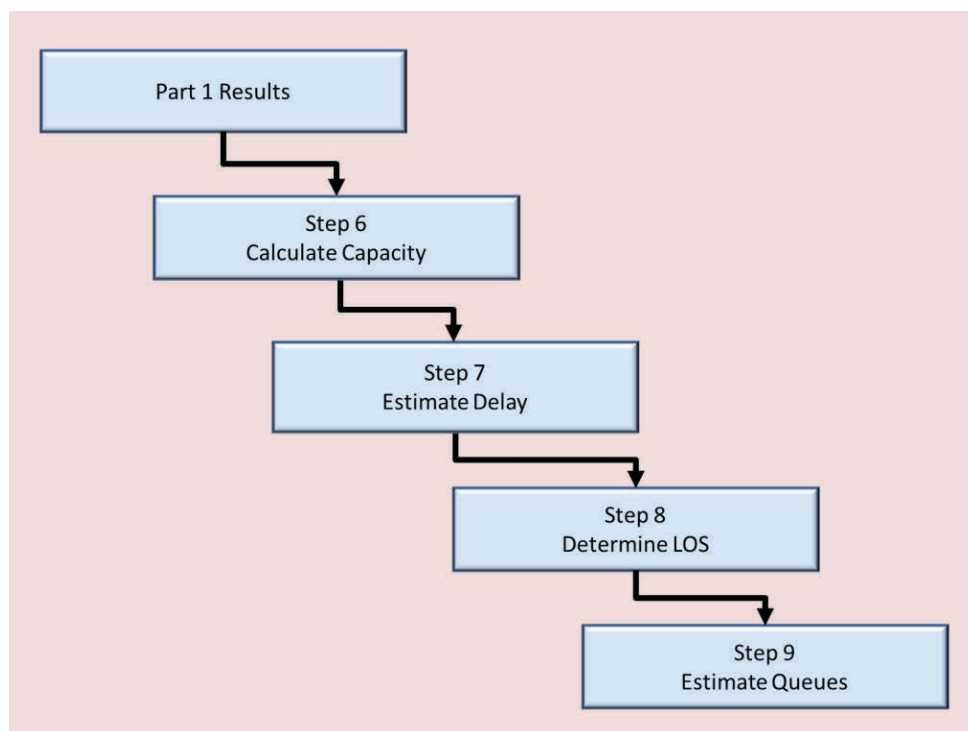 Part 1 Results
Step 6
Calculate Capacity
Step 7
Estimate Delay
Step 8
Determine LOS
Step 9
Estimate Queues